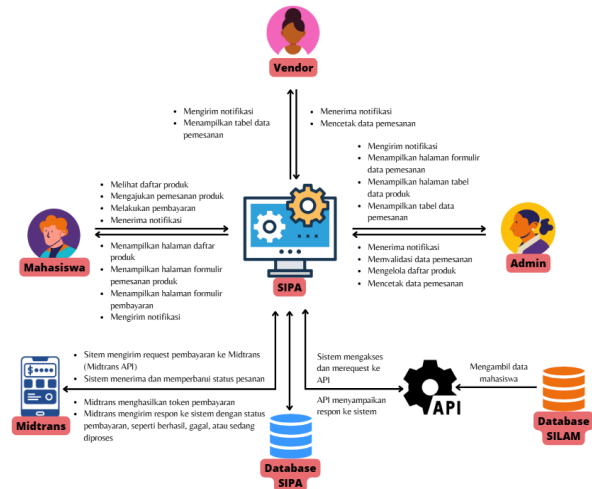 Vendor
• Mengirim notifikasi
• Menampilkan tabel data
pemesanan
• Menerima notifikasi
• Mencetak data pemesanan
• Mengirim notifikasi
• Menampilkan halaman formulir
data pemesanan
• Menampilkan halaman tabel
data produk
• Menampilkan tabel data
pemesanan
• Melihat daftar produk
• Mengajukan pemesanan produk
• Melakukan pembayaran
• Menerima notifikasi
Mahasiswa
• Menampilkan halaman daftar
produk
• Menampilkan halaman formulir
pemesanan produk
• Menampilkan halaman formulir
pembayaran
• Mengirim notifikasi
SIPA
• Menerima notifikasi
• Memvalidasi data pemesanan
• Mengelola daftar produk
• Mencetak data pemesanan
Admin
• Sitem mengirim request pembayaran ke Midtrans
(Midtrans API)
• Sistem menerima dan memperbarui status pesanan
• Midtrans menghasilkan token pembayaran
• Midtrans mengirim respon ke sistem dengan status
pembayaran, seperti berhasil, gagal, atau sedang
diproses
Midtrans
Sistem mengakses
dan merequest ke
API
API menyampaikan
respon ke sistem
API
Mengambil data
mahasiswa
Database
SILAM
Database
SIPA